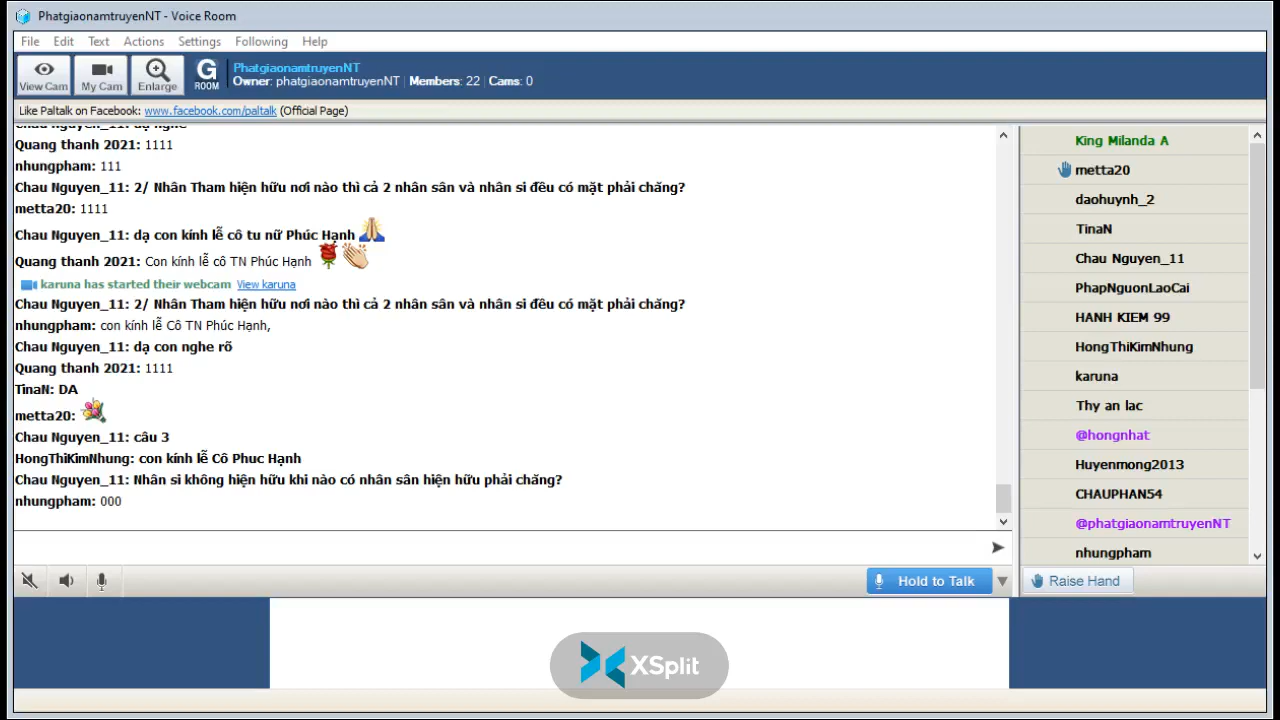 PhatgiaonamtruyenNT - Voice Room
File Edit Text Actions Settings Following Help
View Cam My Cam Enlarge G ROOM
PhatgiaonamtruyenNT
Owner: phatgiaonamtruyenNT | Members: 22 | Cams: 0
Like Paltalk on Facebook: www.facebook.com/paltalk (Official Page)
Chau Nguyen_11: dạ nghe
Quang thanh 2021: 1111
nhungpham: 111
Chau Nguyen_11: 2/ Nhân Tham hiện hữu nơi nào thì cả 2 nhân sân và nhân si đều có mặt phải chăng?
metta20: 1111
Chau Nguyen_11: dạ con kính lễ cô tu nữ Phúc Hạnh
Quang thanh 2021: Con kính lễ cô TN Phúc Hạnh
karuna has started their webcam View karuna
Chau Nguyen_11: 2/ Nhân Tham hiện hữu nơi nào thì cả 2 nhân sân và nhân si đều có mặt phải chăng?
nhungpham: con kính lễ Cô TN Phúc Hạnh,
Chau Nguyen_11: dạ con nghe rõ
Quang thanh 2021: 1111
TinaN: DA
metta20:
Chau Nguyen_11: câu 3
HongThiKimNhung: con kính lễ Cô Phuc Hạnh
Chau Nguyen_11: Nhân si không hiện hữu khi nào có nhân sân hiện hữu phải chăng?
nhungpham: 000
King Milanda A
metta20
daohuynh_2
TinaN
Chau Nguyen_11
PhapNguonLaoCai
HANH KIEM 99
HongThiKimNhung
karuna
Thy an lac
@hongnhat
Huyenmong2013
CHAUPHAN54
@phatgiaonamtruyenNT
nhungpham
Hold to Talk
Raise Hand
XSplit